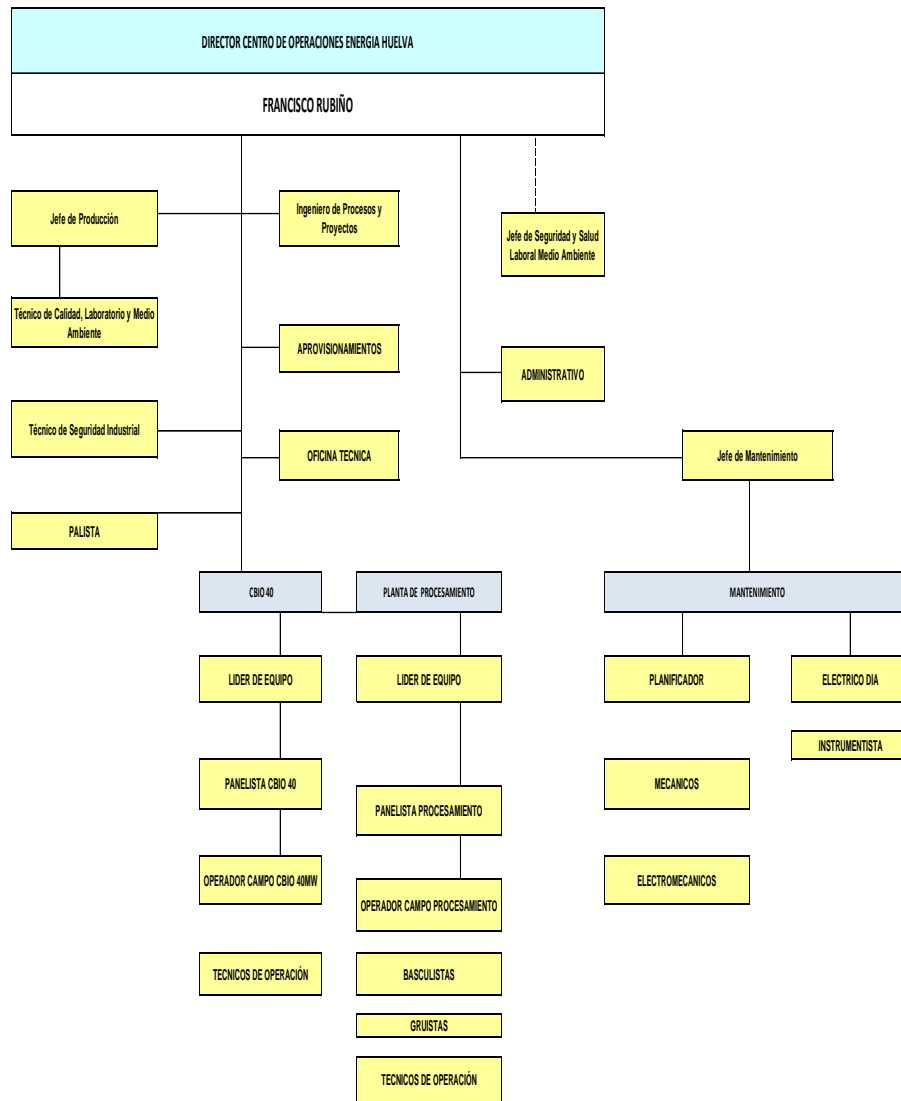 DIRECTOR CENTRO DE OPERACIONES ENERGIA HUELVA
FRANCISCO RUBIÑO
Jefe de Producción
Ingeniero de Procesos y
Proyectos
Jefe de Seguridad y Salud
Laboral Medio Ambiente
Técnico de Calidad, Laboratorio y Medio
Ambiente
APROVISIONAMIENTOS
ADMINISTRATIVO
Técnico de Seguridad Industrial
OFICINA TECNICA
Jefe de Mantenimiento
PALISTA
CBIO 40
PLANTA DE PROCESAMIENTO
MANTENIMIENTO
LIDER DE EQUIPO
LIDER DE EQUIPO
PLANIFICADOR
ELECTRICO DIA
INSTRUMENTISTA
PANELISTA CBIO 40
MECANICOS
PANELISTA PROCESAMIENTO
OPERADOR CAMPO CBIO 40MW
ELECTROMECANICOS
OPERADOR CAMPO PROCESAMIENTO
TECNICOS DE OPERACIÓN
BASCULISTAS
GRUISTAS
TECNICOS DE OPERACIÓN